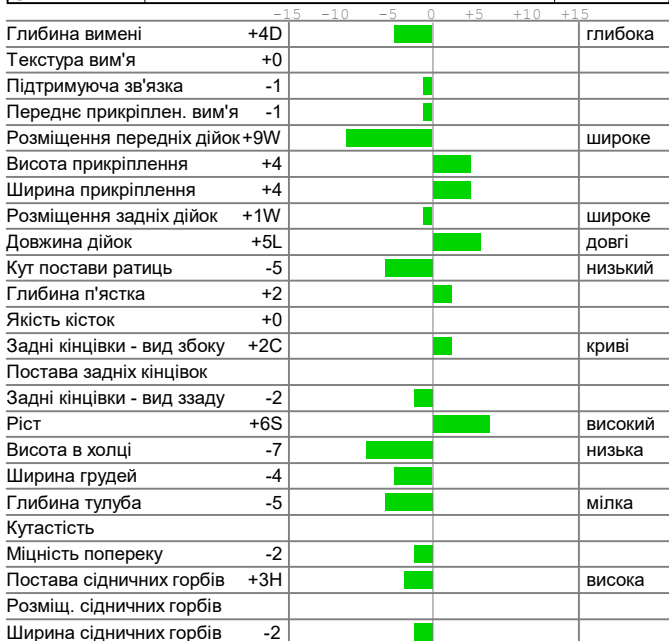 -15 -10 -5 0 +5 +10 +15
Глибина вимені +4D глибока
Текстура вим'я +0
Підтримуюча зв'язка -1
Переднє прикріплен. вим'я -1
Розміщення передніх дійок +9W широке
Висота прикріплення +4
Ширина прикріплення +4
Розміщення задніх дійок +1W широке
Довжина дійок +5L довгі
Кут постави ратиць -5 низький
Глибина п'ястка +2
Якість кісток +0
Задні кінцівки - вид збоку +2C криві
Постава задніх кінцівок
Задні кінцівки - вид ззаду -2
Ріст +6S високий
Висота в холці -7 низька
Ширина грудей -4
Глибина тулуба -5 мілка
Кутастість
Міцність попереку -2
Постава сідничних горбів +3H висока
Розміщ. сідничних горбів
Ширина сідничних горбів -2